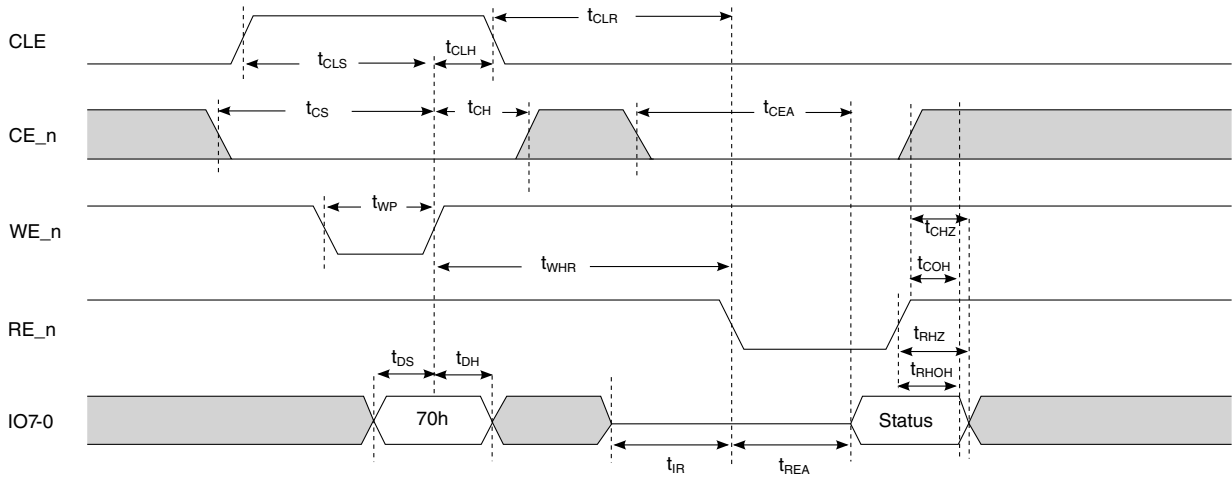 CLE
tCLR
tCLS
tCLH
CE_n
tCS
tCH
tCEA
WE_n
tWP
tCHZ
tWHR
tCOH
RE_n
tRHZ
tDS
tDH
tRHOH
IO7-0
70h
Status
tIR
tREA